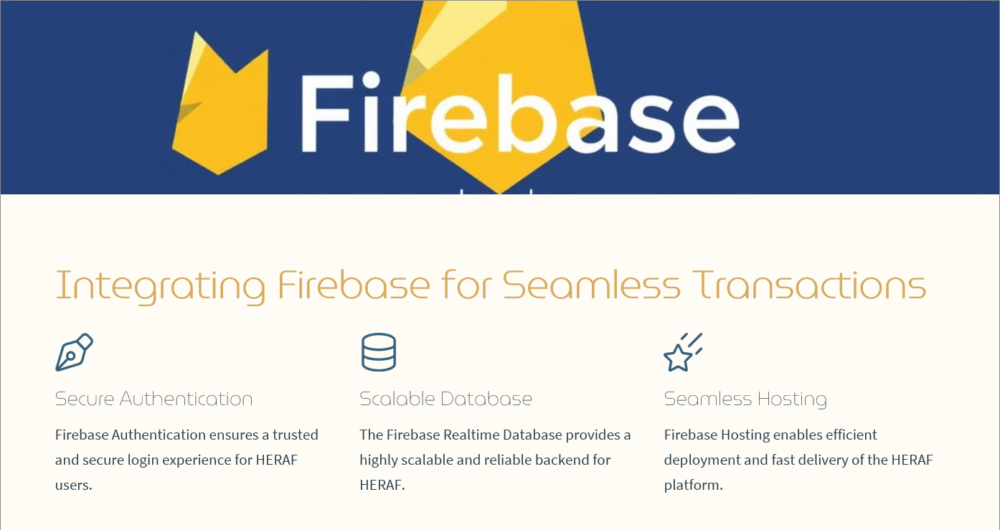 Firebase
Integrating Firebase for Seamless Transactions
Secure Authentication
Firebase Authentication ensures a trusted
and secure login experience for HERAF
users.
Scalable Database
The Firebase Realtime Database provides a
highly scalable and reliable backend for
HERAF.
Seamless Hosting
Firebase Hosting enables efficient
deployment and fast delivery of the HERAF
platform.